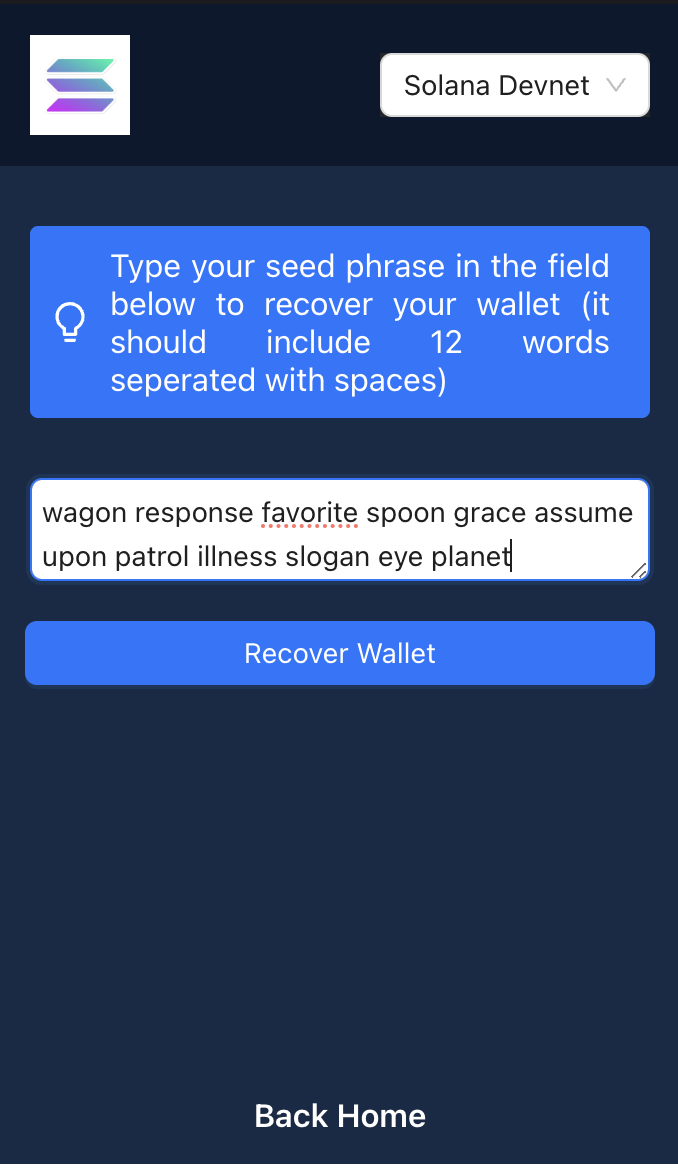 Solana Devnet
Type your seed phrase in the field
below to recover your wallet (it
should include 12 words
seperated with spaces)
wagon response favorite spoon grace assume
upon patrol illness slogan eye planet
Recover Wallet
Back Home